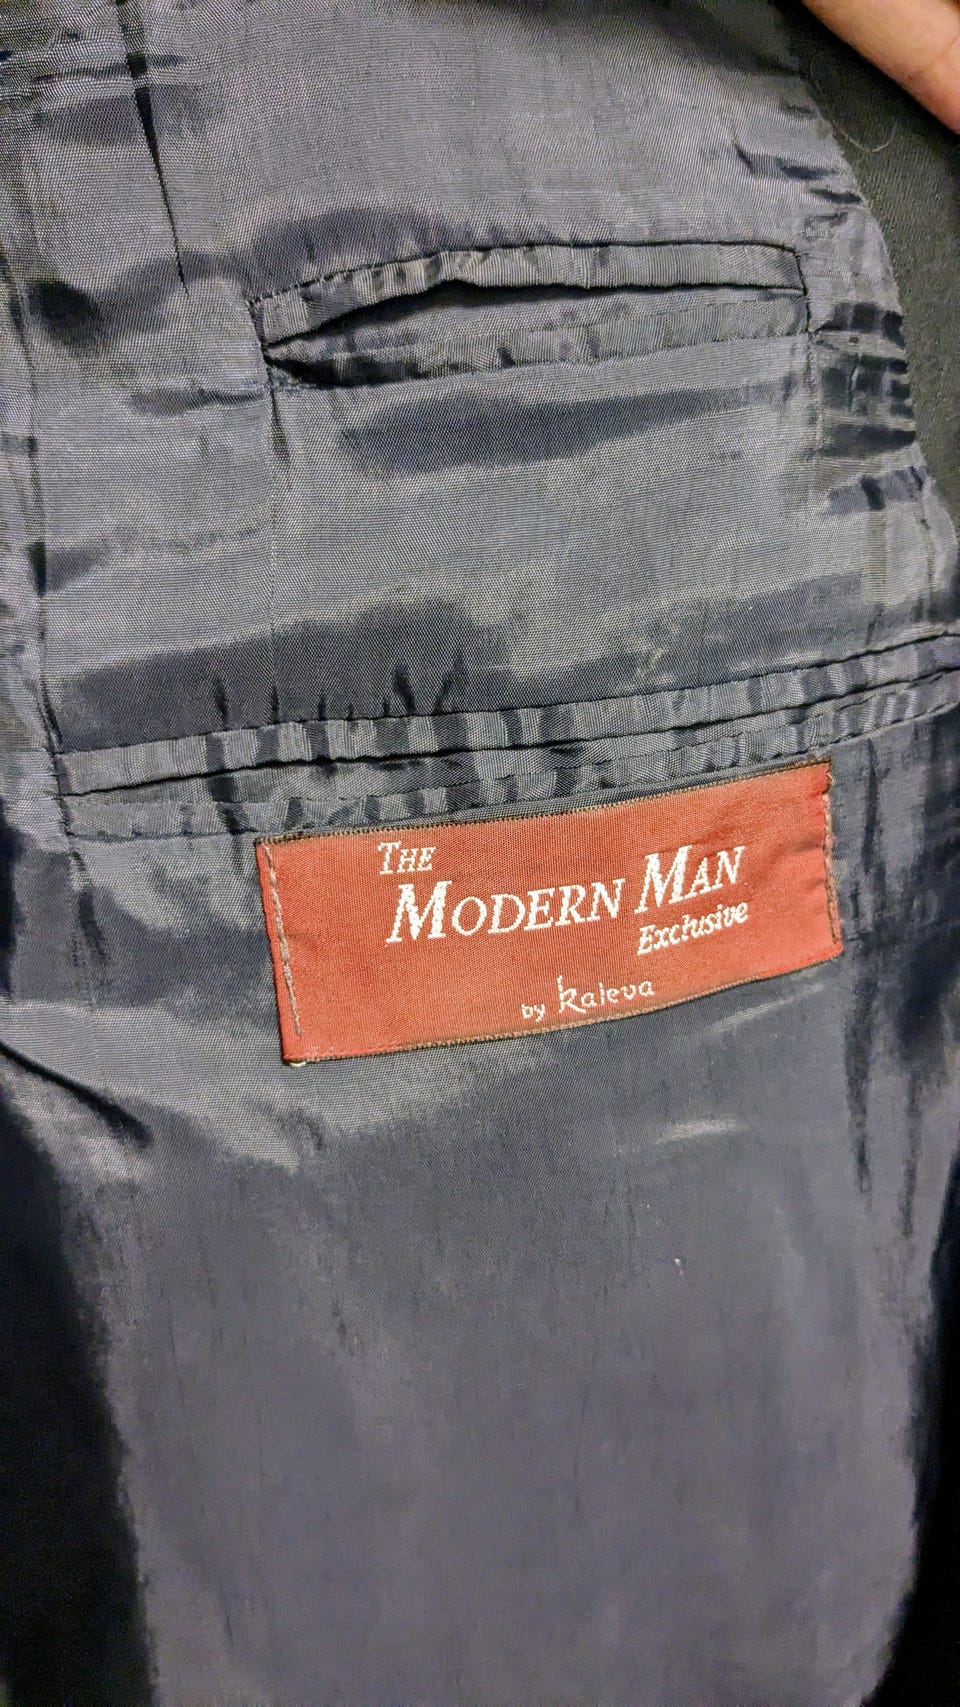 THE
MODERN MAN
Exclusive
by kaleva